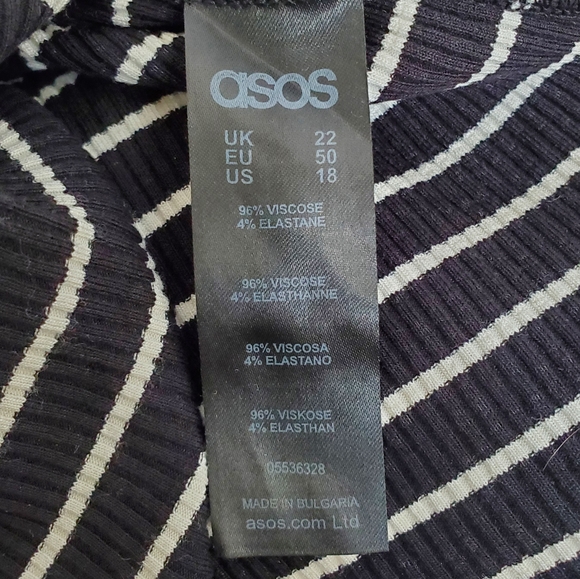 asos
UK 22
EU 50
US 18
96% VISCOSE
4% ELASTANE
96% VISCOSE
4% ELASTHANNE
96% VISCOSA
4% ELASTANO
96% VISKOSE
4% ELASTHAN
05536328
MADE IN BULGARIA
asos.com Ltd